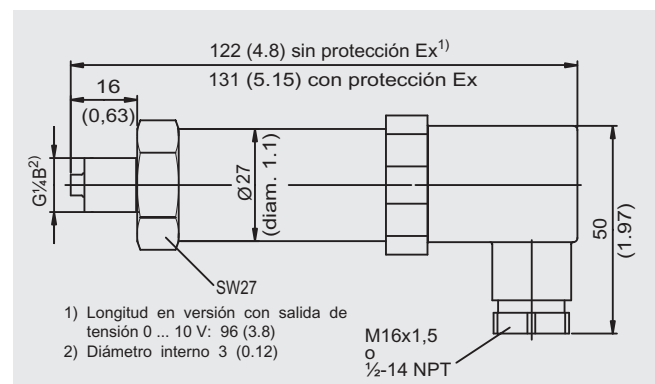 122 (4.8) sin protección Ex1)
131 (5.15) con protección Ex
16
(0,63)
G¼B2)
Ø27
(diam. 1.1)
50
(1.97)
SW27
1) Longitud en versión con salida de
tensión 0 ... 10 V: 96 (3.8)
2) Diámetro interno 3 (0.12)
M16x1,5
o
½-14 NPT